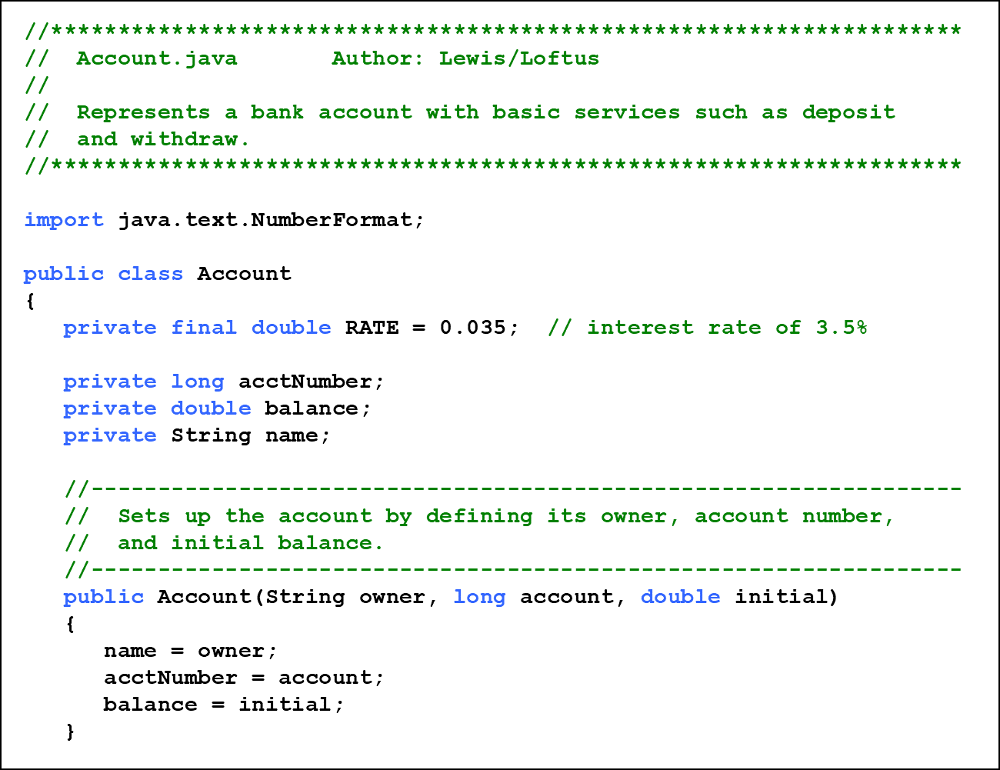 //********************************************************************
//  Account.java       Author: Lewis/Loftus
//
//  Represents a bank account with basic services such as deposit
//  and withdraw.
//********************************************************************

import java.text.NumberFormat;

public class Account
{
   private final double RATE = 0.035;  // interest rate of 3.5%

   private long acctNumber;
   private double balance;
   private String name;

   //-----------------------------------------------------------------
   //  Sets up the account by defining its owner, account number,
   //  and initial balance.
   //-----------------------------------------------------------------
   public Account(String owner, long account, double initial)
   {
      name = owner;
      acctNumber = account;
      balance = initial;
   }